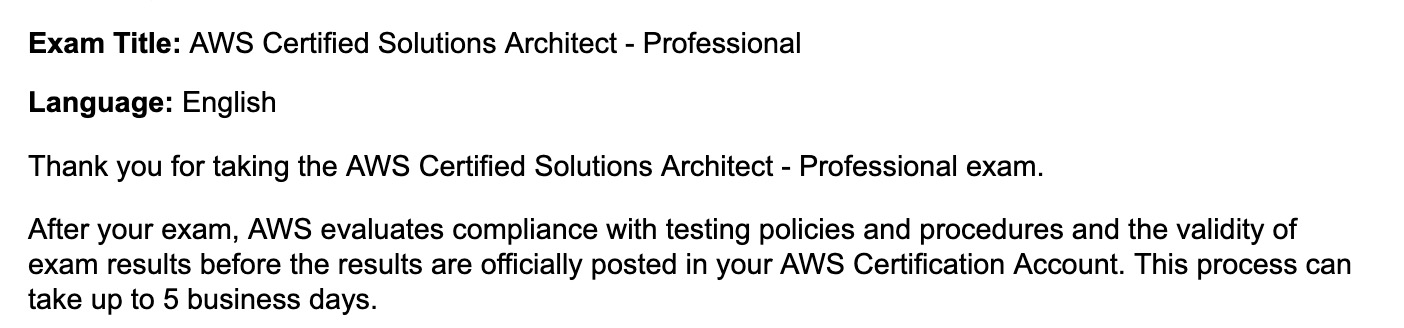 Exam Title: AWS Certified Solutions Architect - Professional
Language: English
Thank you for taking the AWS Certified Solutions Architect - Professional exam.
After your exam, AWS evaluates compliance with testing policies and procedures and the validity of
exam results before the results are officially posted in your AWS Certification Account. This process can
take up to 5 business days.